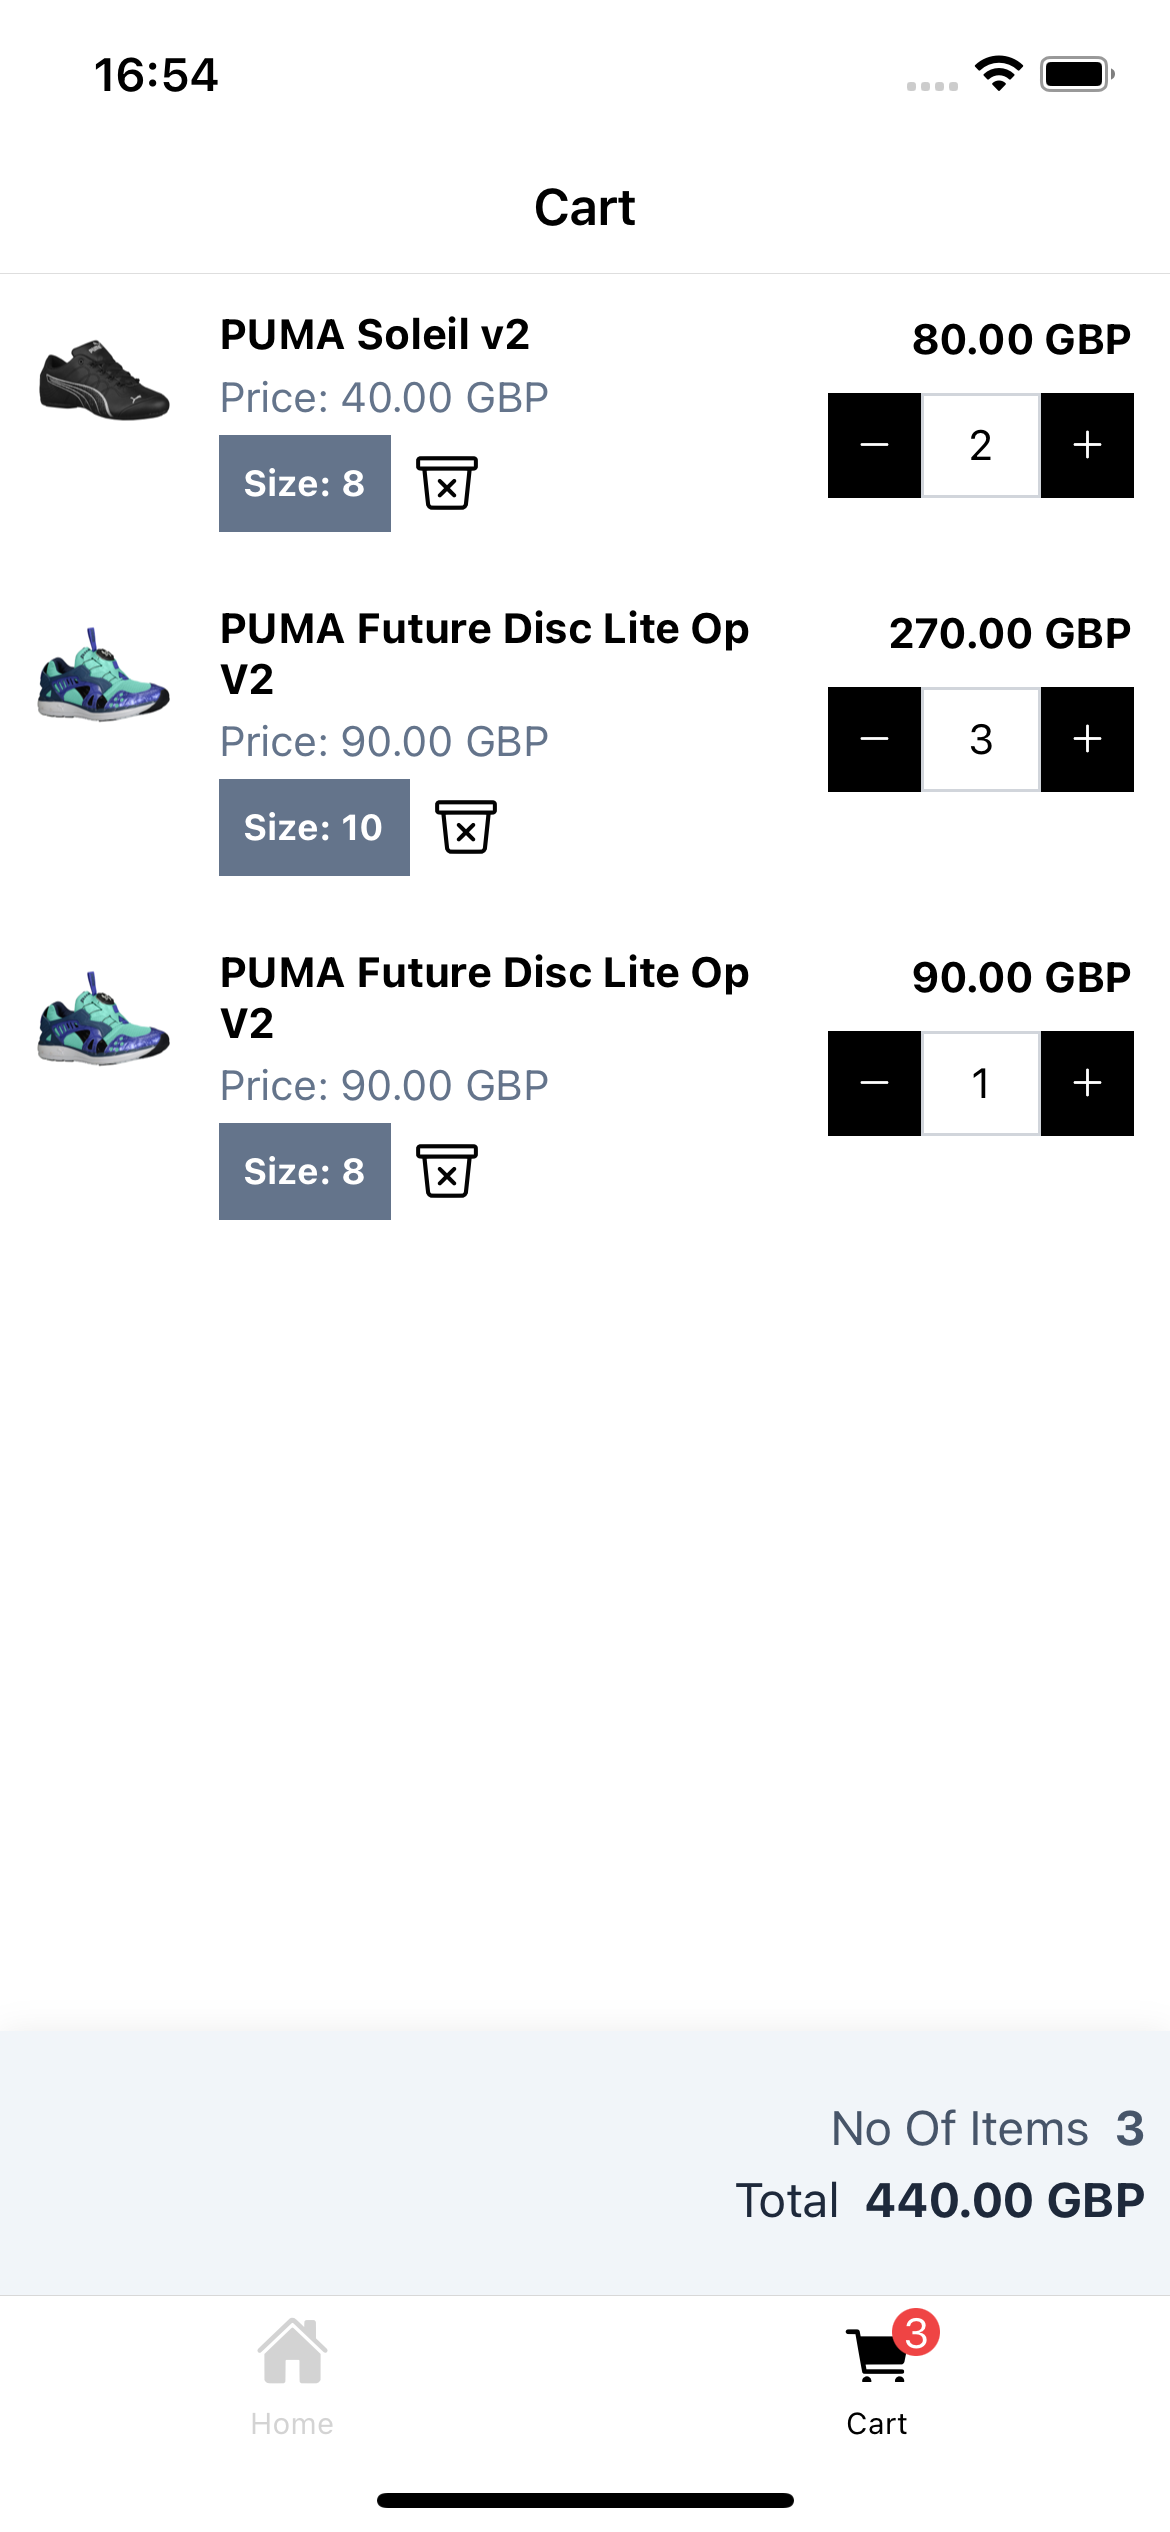 16:54
Cart
PUMA Soleil v2
80.00 GBP
Price: 40.00 GBP
2
Size: 8
PUMA Future Disc Lite Op
V2
270.00 GBP
Price: 90.00 GBP
3
Size: 10
PUMA Future Disc Lite Op
V2
90.00 GBP
Price: 90.00 GBP
1
Size: 8
No Of Items 3
Total 440.00 GBP
3
Home
Cart